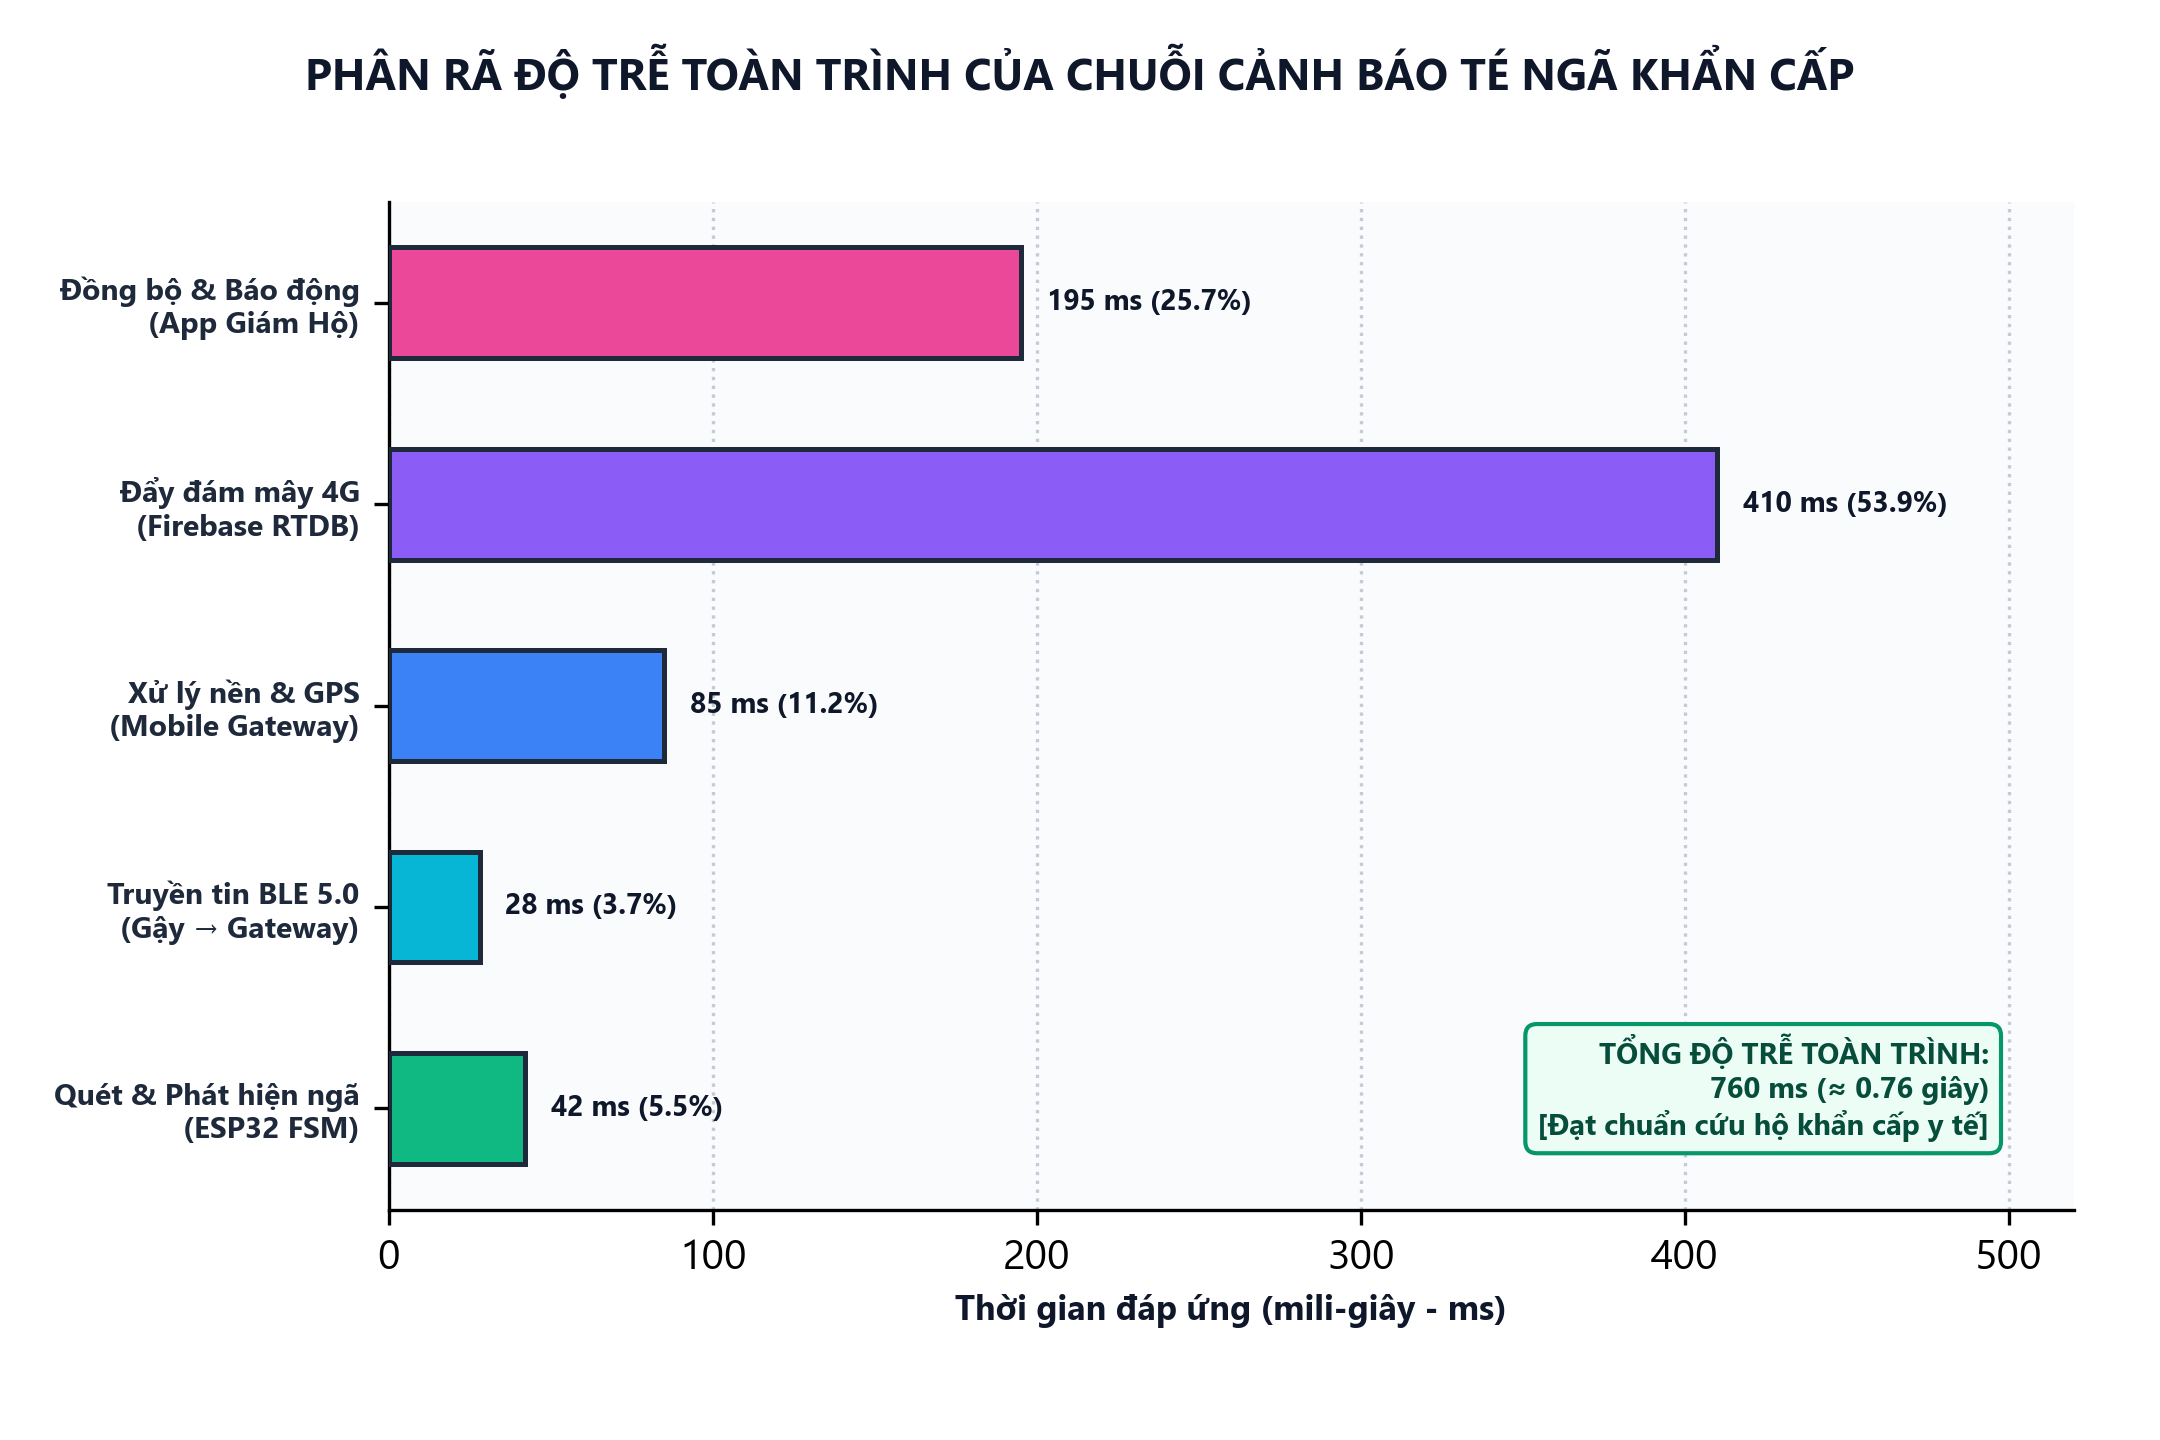 PHÂN RÃ ĐỘ TRỄ TOÀN TRÌNH CỦA CHUỖI CẢNH BÁO TÉ NGÃ KHẨN CẤP
Đồng bộ & Báo động
(App Giám Hộ)
195 ms (25.7%)
Đẩy đám mây 4G
(Firebase RTDB)
410 ms (53.9%)
Xử lý nền & GPS
(Mobile Gateway)
85 ms (11.2%)
Truyền tin BLE 5.0
(Gậy → Gateway)
28 ms (3.7%)
Quét & Phát hiện ngã
(ESP32 FSM)
42 ms (5.5%)
TỔNG ĐỘ TRỄ TOÀN TRÌNH:
760 ms (≈ 0.76 giây)
[Đạt chuẩn cứu hộ khẩn cấp y tế]
0 100 200 300 400 500
Thời gian đáp ứng (mili-giây - ms)